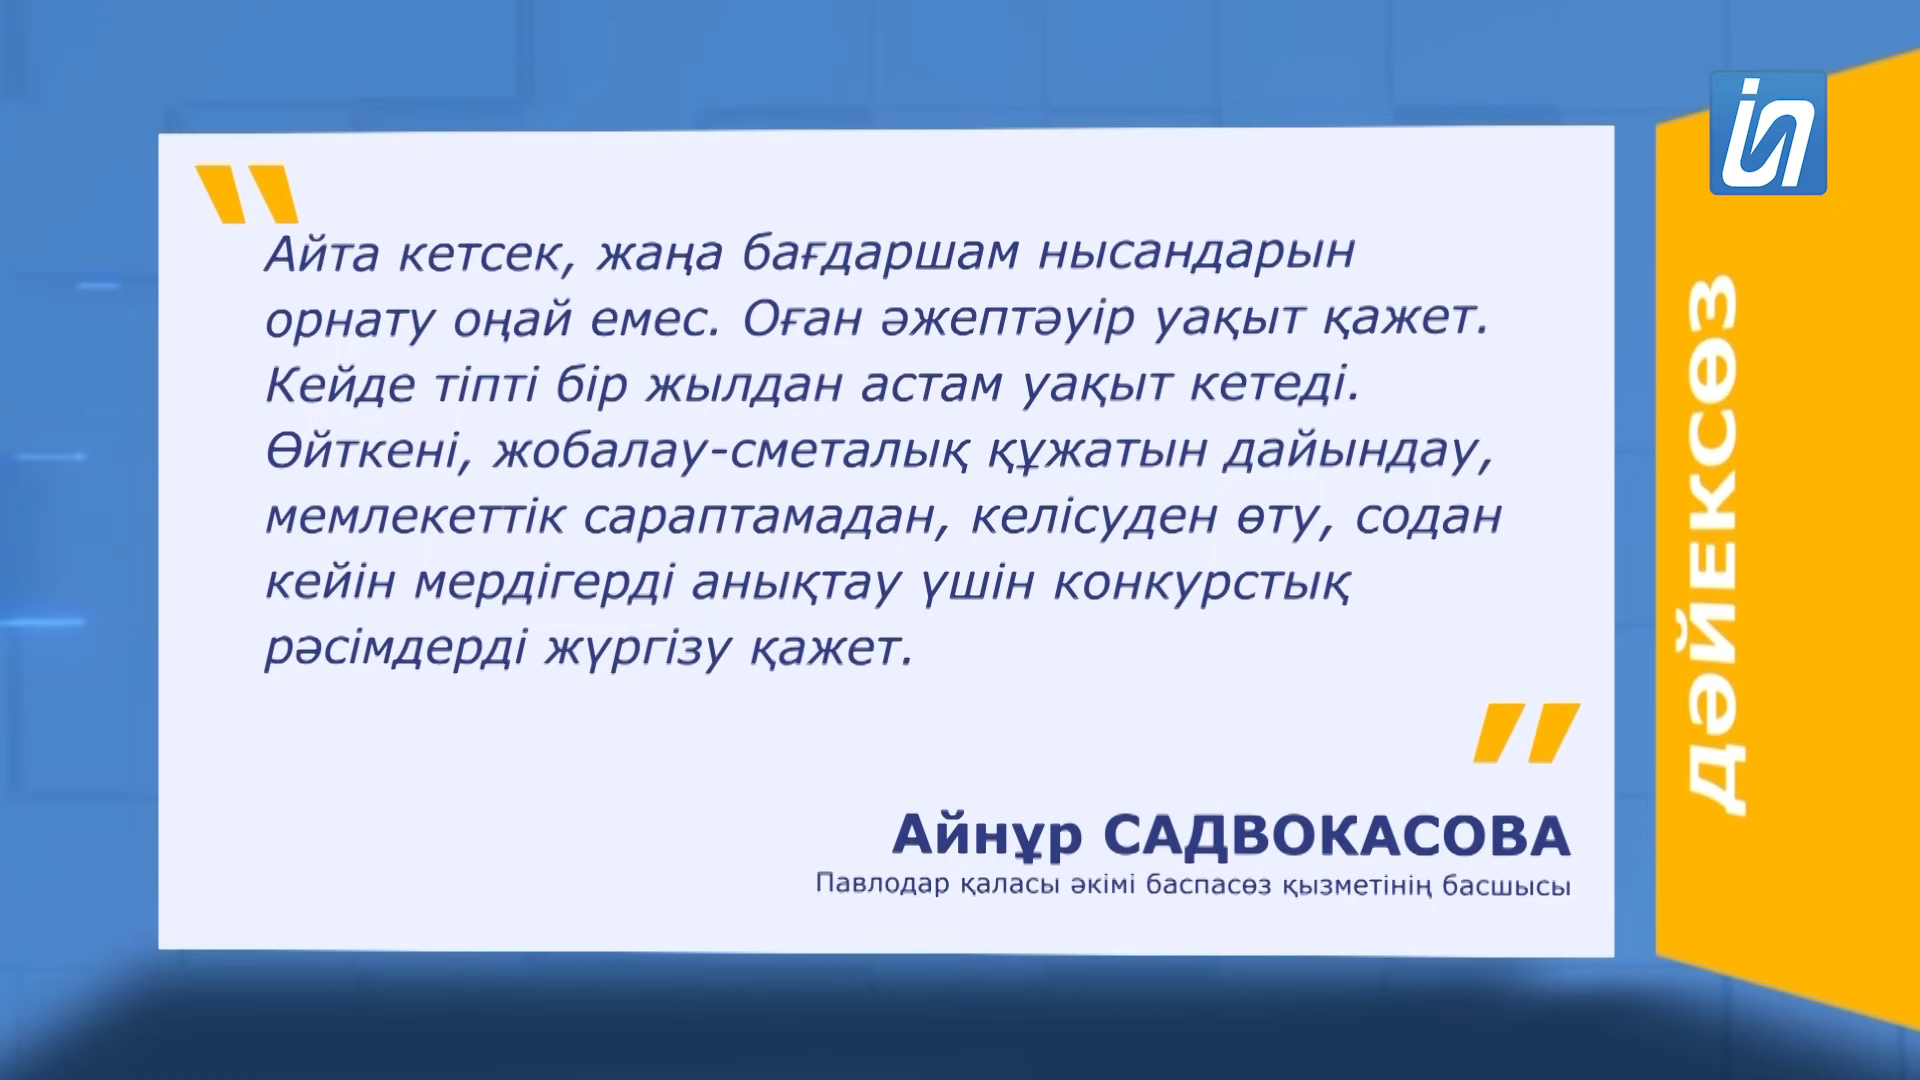 Айта кетсек, жаңа бағдаршам нысандарын
орнату оңай емес. Оған әжептәуір уақыт қажет.
Кейде тіпті бір жылдан астам уақыт кетеді.
Өйткені, жобалау-сметалық құжатын дайындау,
мемлекеттік сараптамадан, келісуден өту, содан
кейін мердігерді анықтау үшін конкурстық
рәсімдерді жүргізу қажет.
Айнұр САДВОКАСОВА
Павлодар қаласы әкімі баспасөз қызметінің басшысы
ДӘЙЕКСӨЗ